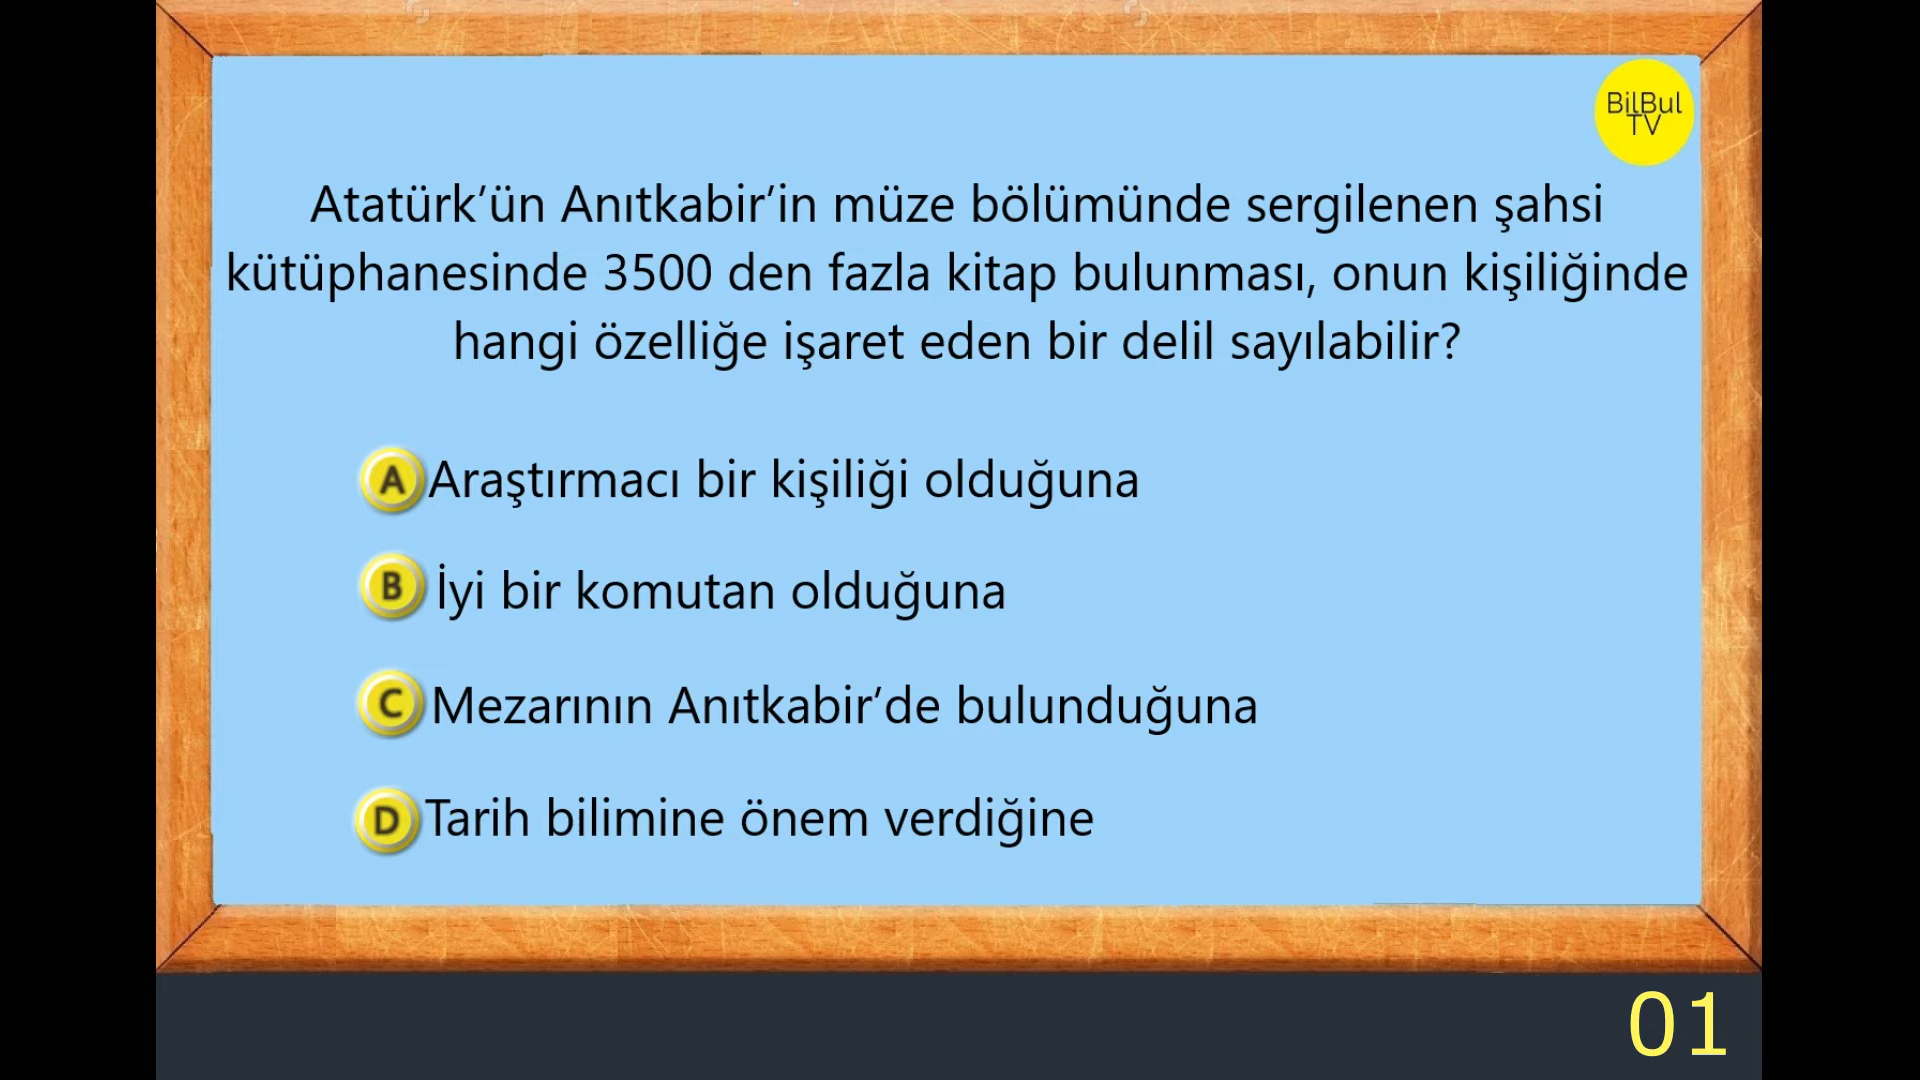 BilBul
TV
Atatürk’ün Anıtkabir’in müze bölümünde sergilenen şahsi
kütüphanesinde 3500 den fazla kitap bulunması, onun kişiliğinde
hangi özelliğe işaret eden bir delil sayılabilir?
A Araştırmacı bir kişiliği olduğuna
B İyi bir komutan olduğuna
C Mezarının Anıtkabir’de bulunduğuna
D Tarih bilimine önem verdiğine
01